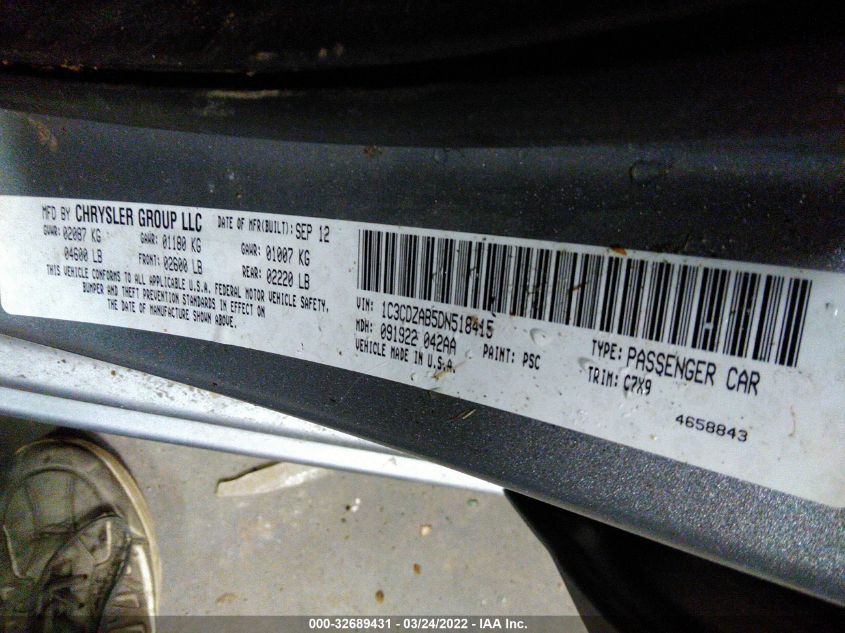 MFD BY CHRYSLER GROUP LLC DATE OF MFR(BUILT): SEP 12
GVWR: 02087 KG GAWR: 01180 KG GAWR: 01007 KG
04600 LB FRONT: 02600 LB REAR: 02220 LB
THIS VEHICLE CONFORMS TO ALL APPLICABLE U.S.A. FEDERAL MOTOR VEHICLE SAFETY,
BUMPER AND THEFT PREVENTION STANDARDS IN EFFECT ON
THE DATE OF MANUFACTURE SHOWN ABOVE.
VIN: 1C3CDZAB5DN518415
MDH: 091922 042AA PAINT: PSC TYPE: PASSENGER CAR
VEHICLE MADE IN U.S.A. TRIM: C7X9
4658843
000-32689431 - 03/24/2022 - IAA Inc.